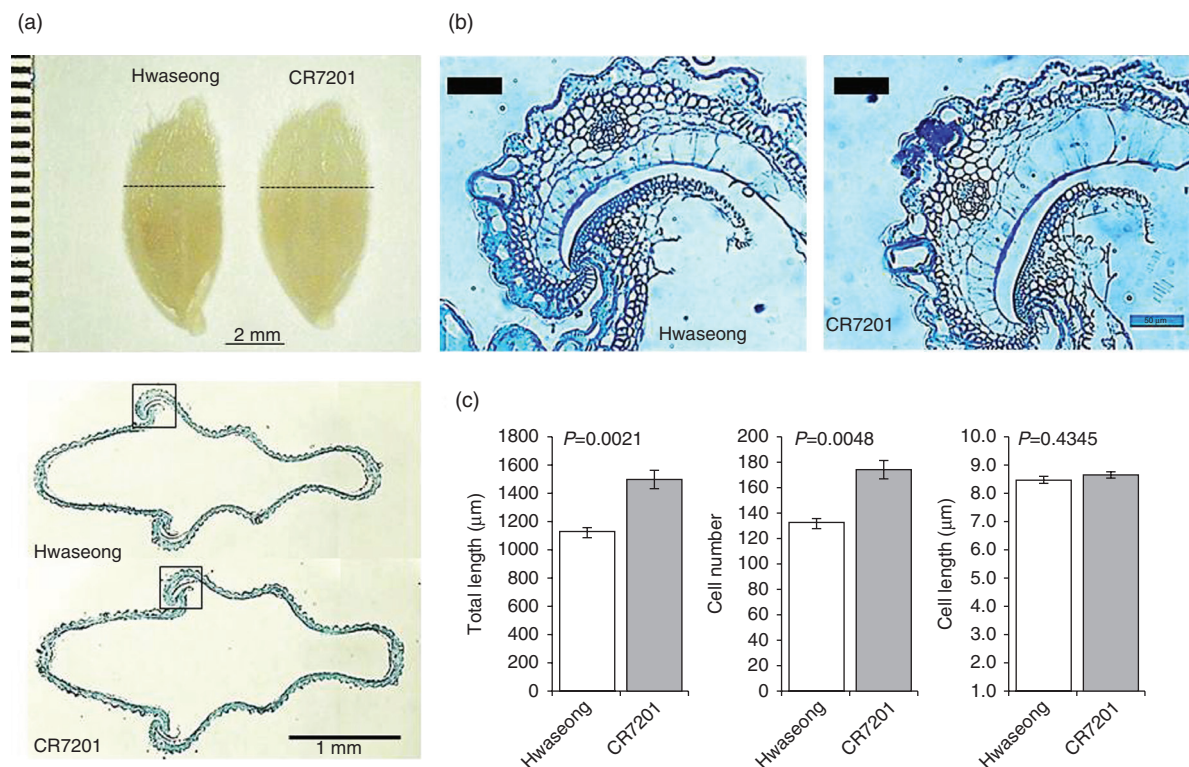 (a)
Hwaseong CR7201
2 mm
Hwaseong
CR7201
1 mm
(b)
Hwaseong
CR7201
50 µm
(c)
P=0.0021
Total length (µm)
1800
1600
1400
1200
1000
800
600
400
200
0
Hwaseong
CR7201
P=0.0048
Cell number
200
180
160
140
120
100
80
60
40
20
0
Hwaseong
CR7201
P=0.4345
Cell length (µm)
10.0
9.0
8.0
7.0
6.0
5.0
4.0
3.0
2.0
1.0
Hwaseong
CR7201